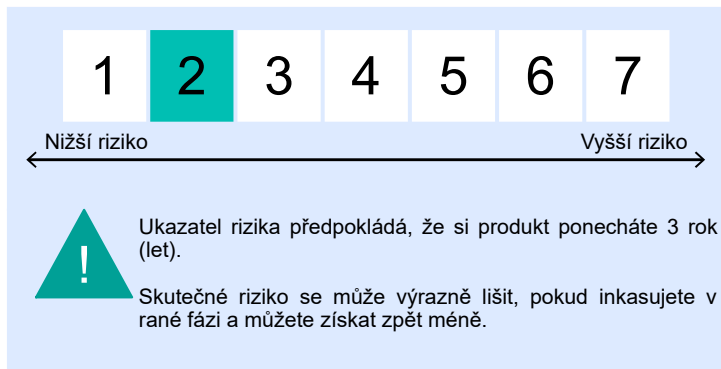 1 2 3 4 5 6 7
Nižší riziko Vyšší riziko
!
Ukazatel rizika předpokládá, že si produkt ponecháte 3 rok
(let).
Skutečné riziko se může výrazně lišit, pokud inkasujete v
rané fázi a můžete získat zpět méně.